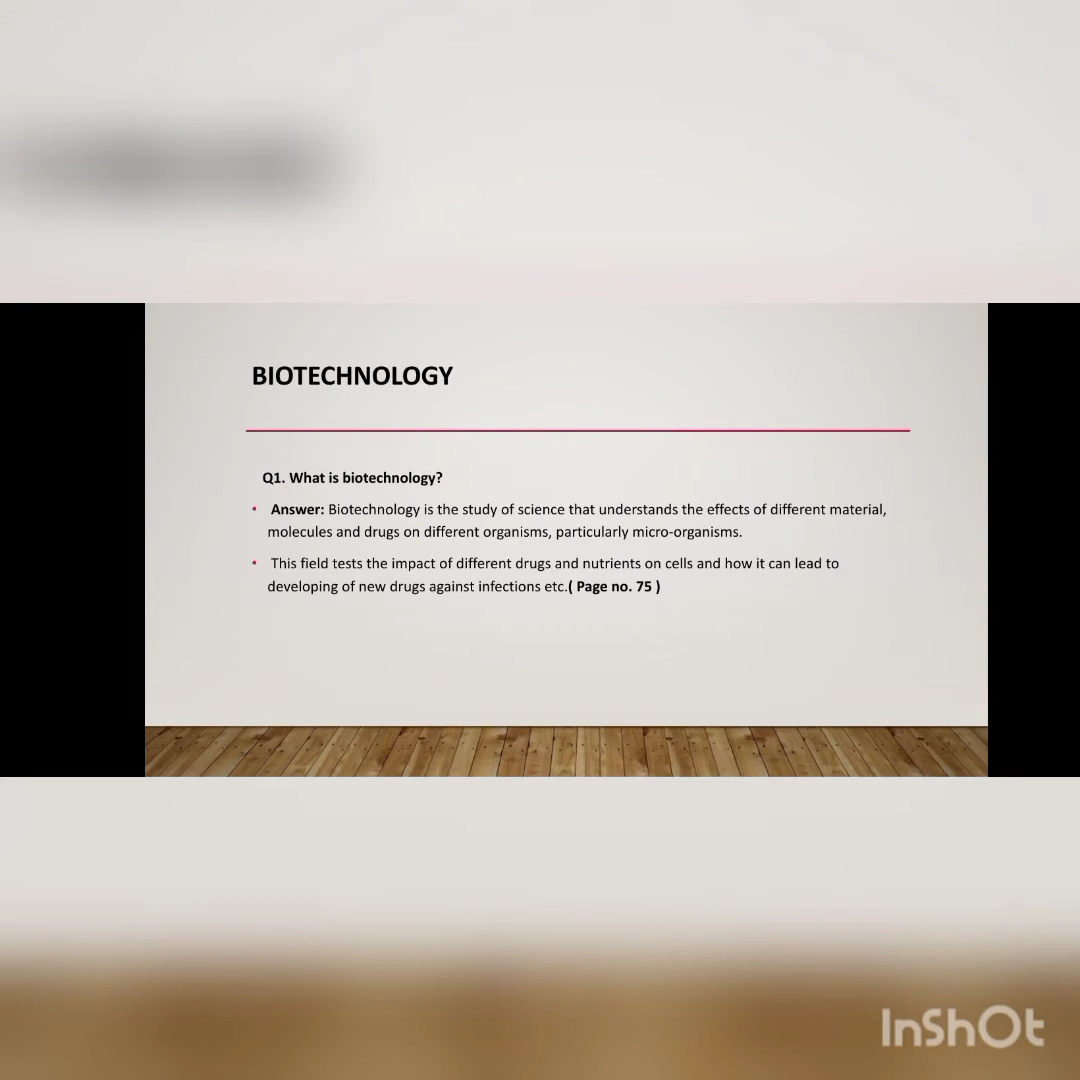 BIOTECHNOLOGY
Q1. What is biotechnology?
• Answer: Biotechnology is the study of science that understands the effects of different material,
molecules and drugs on different organisms, particularly micro-organisms.
• This field tests the impact of different drugs and nutrients on cells and how it can lead to
developing of new drugs against infections etc.( Page no. 75 )
InShOt